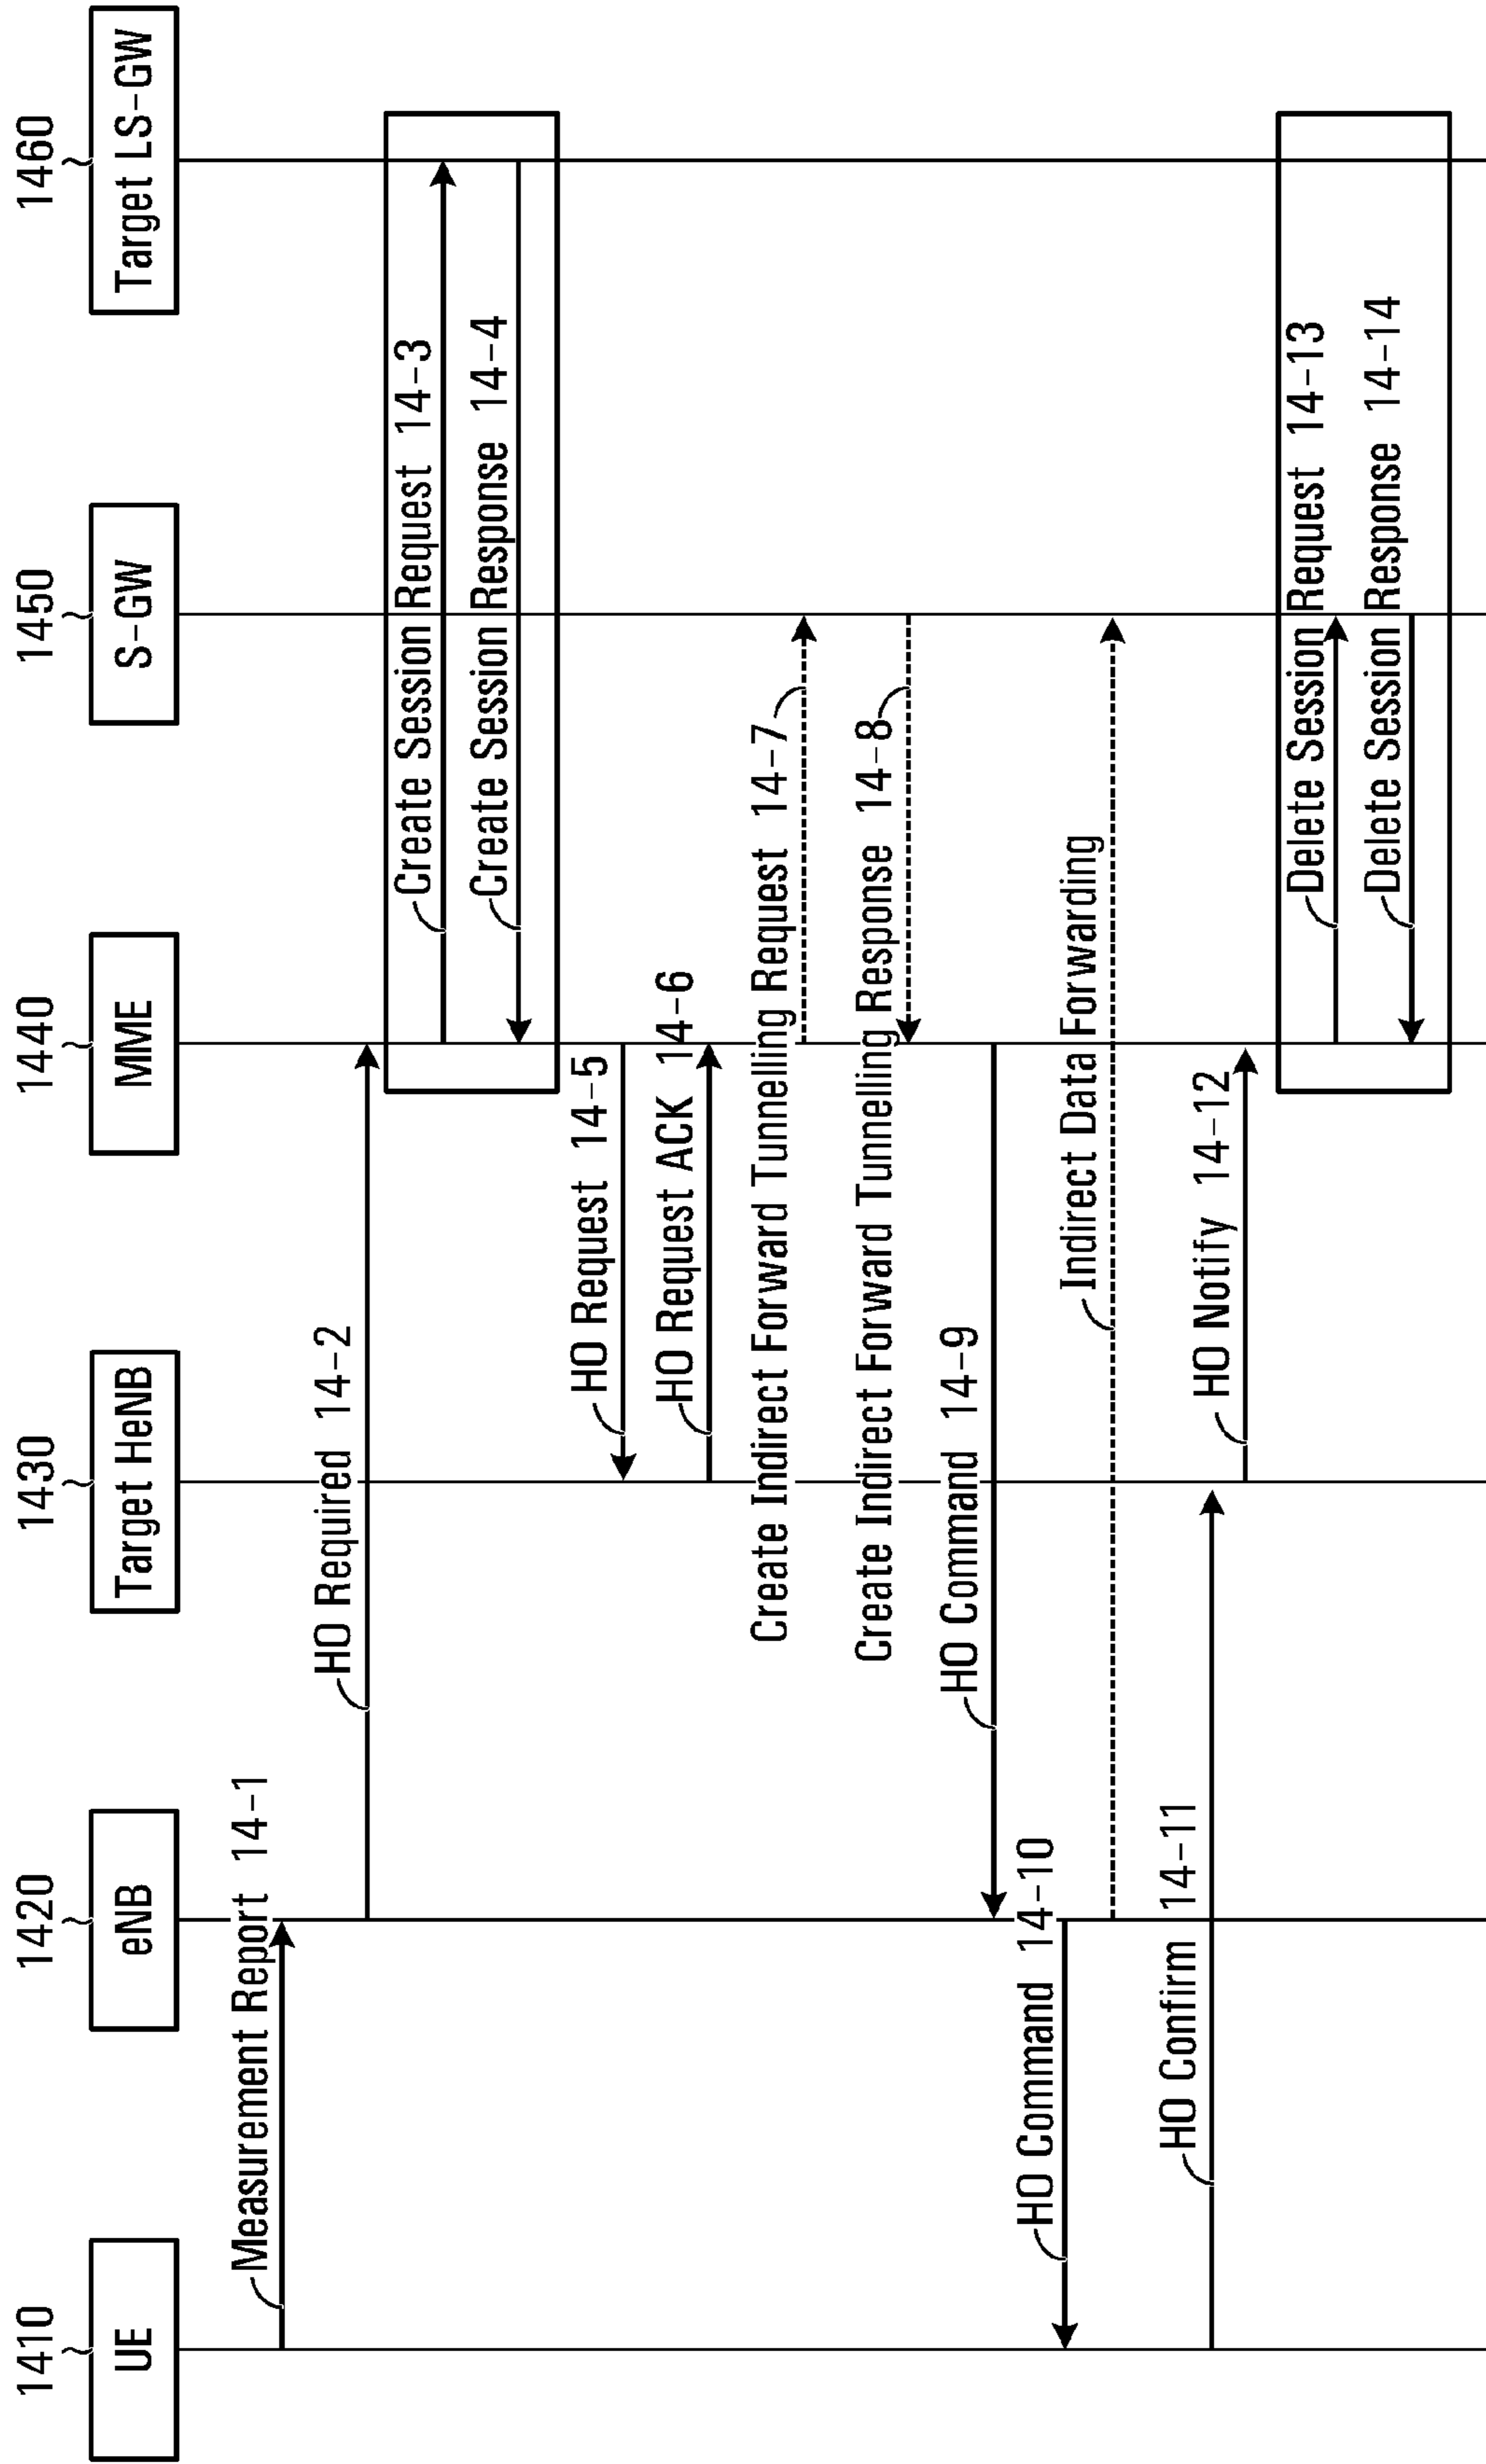 1410
1420
1430
1440
1450
1460
UE
eNB
Target HeNB
MME
S-GW
Target LS-GW
Measurement Report 14-1
HO Required 14-2
Create Session Request 14-3
Create Session Response 14-4
HO Request 14-5
HO Request ACK 14-6
Create Indirect Forward Tunnelling Request 14-7
Create Indirect Forward Tunnelling Response 14-8
HO Command 14-9
HO Command 14-10
Indirect Data Forwarding
HO Confirm 14-11
HO Notify 14-12
Delete Session Request 14-13
Delete Session Response 14-14